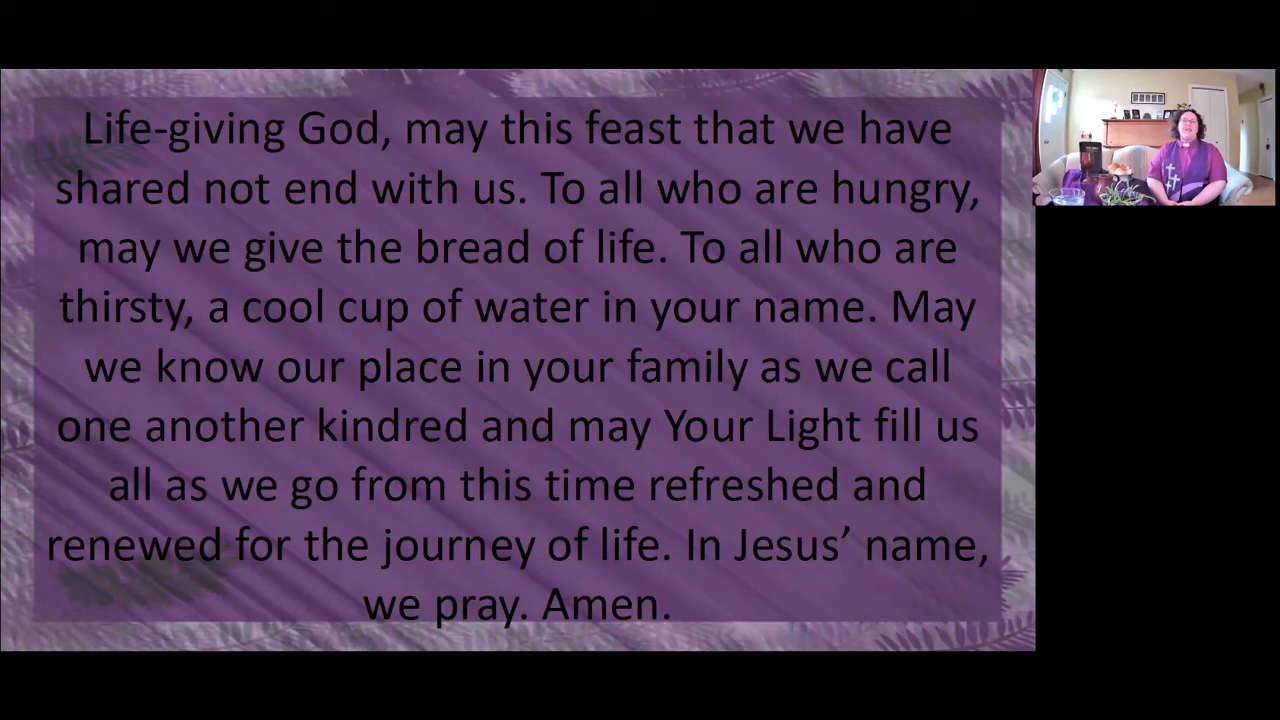 Life-giving God, may this feast that we have
shared not end with us. To all who are hungry,
may we give the bread of life. To all who are
thirsty, a cool cup of water in your name. May
we know our place in your family as we call
one another kindred and may Your Light fill us
all as we go from this time refreshed and
renewed for the journey of life. In Jesus’ name,
we pray. Amen.